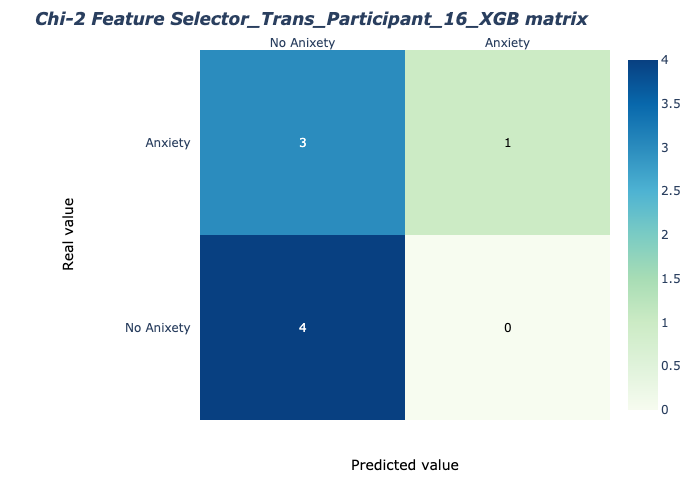 Chi-2 Feature Selector_Trans_Participant_16_XGB matrix
No Anixety Anxiety
4
3.5
3
2.5
2
1.5
1
0.5
0
Anxiety
3 1
Real value
No Anixety
4 0
Predicted value